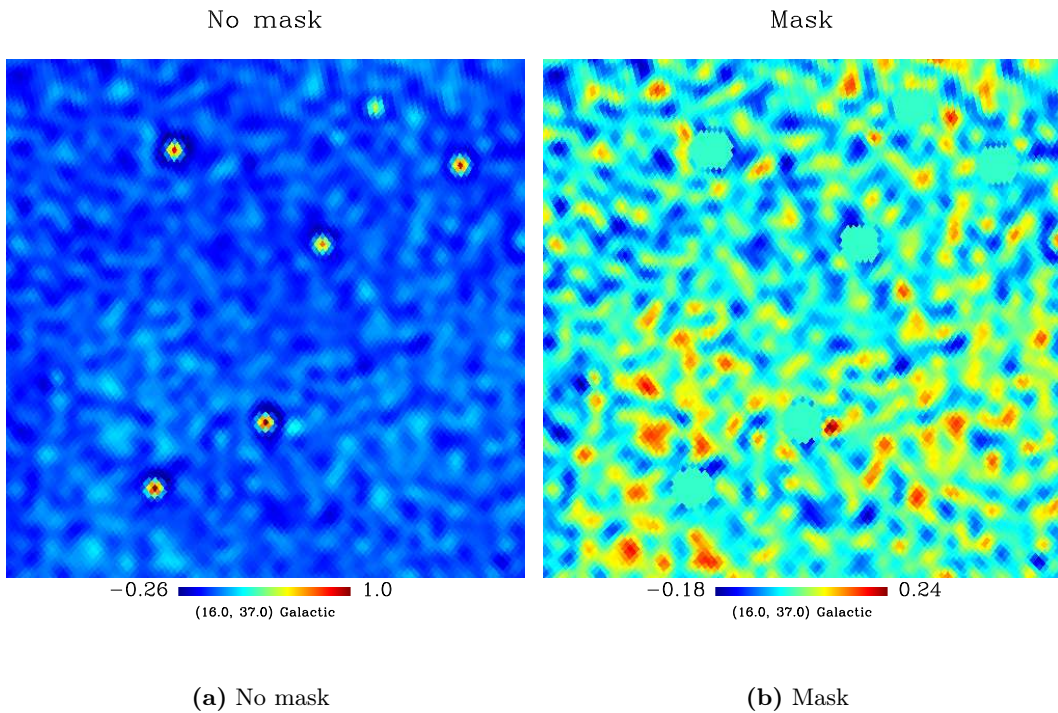 No mask
Mask
−0.26 1.0
(16.0, 37.0) Galactic
−0.18 0.24
(16.0, 37.0) Galactic
(a) No mask
(b) Mask